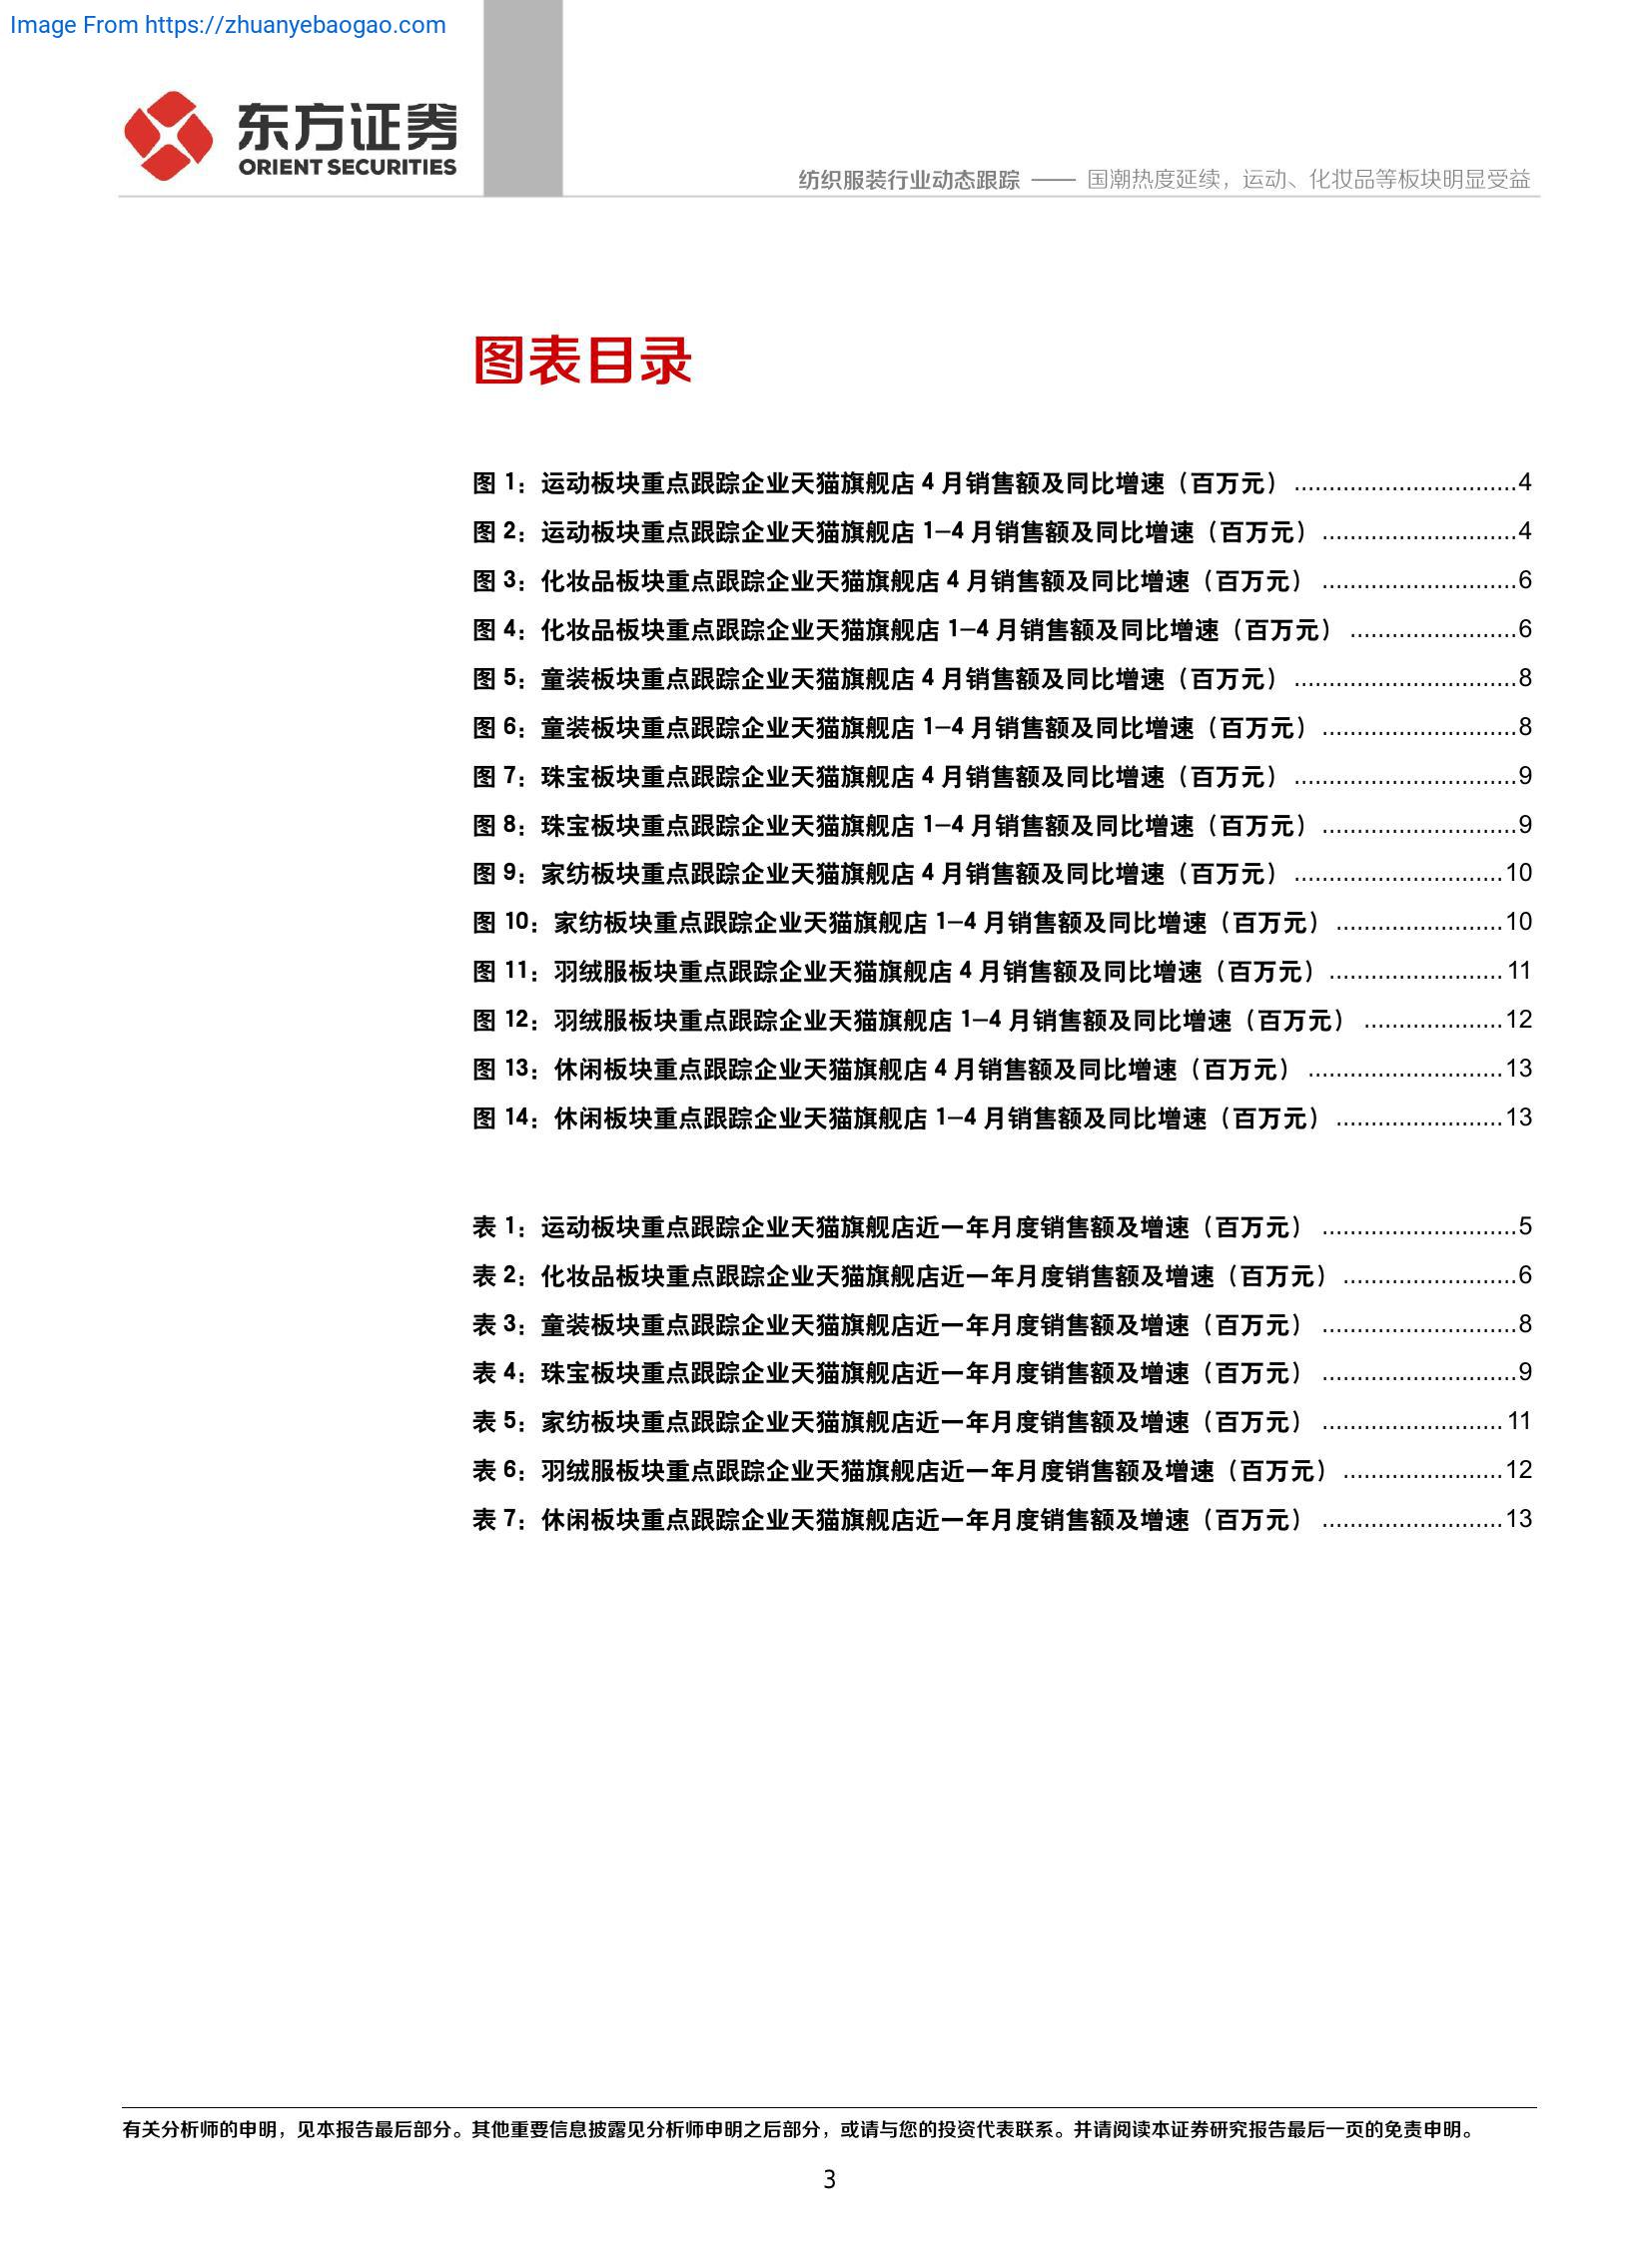 Image From https://zhuanyebaogao.com
东方证券
ORIENT SECURITIES
纺织服装行业动态跟踪 —— 国潮热度延续，运动、化妆品等板块明显受益
图表目录
图 1：运动板块重点跟踪企业天猫旗舰店 4 月销售额及同比增速（百万元） ................................4
图 2：运动板块重点跟踪企业天猫旗舰店 1-4 月销售额及同比增速（百万元） ............................4
图 3：化妆品板块重点跟踪企业天猫旗舰店 4 月销售额及同比增速（百万元） ............................6
图 4：化妆品板块重点跟踪企业天猫旗舰店 1-4 月销售额及同比增速（百万元） ........................6
图 5：童装板块重点跟踪企业天猫旗舰店 4 月销售额及同比增速（百万元） ................................8
图 6：童装板块重点跟踪企业天猫旗舰店 1-4 月销售额及同比增速（百万元） ............................8
图 7：珠宝板块重点跟踪企业天猫旗舰店 4 月销售额及同比增速（百万元） ................................9
图 8：珠宝板块重点跟踪企业天猫旗舰店 1-4 月销售额及同比增速（百万元） ............................9
图 9：家纺板块重点跟踪企业天猫旗舰店 4 月销售额及同比增速（百万元） ..............................10
图 10：家纺板块重点跟踪企业天猫旗舰店 1-4 月销售额及同比增速（百万元） ........................10
图 11：羽绒服板块重点跟踪企业天猫旗舰店 4 月销售额及同比增速（百万元） .........................11
图 12：羽绒服板块重点跟踪企业天猫旗舰店 1-4 月销售额及同比增速（百万元） ....................12
图 13：休闲板块重点跟踪企业天猫旗舰店 4 月销售额及同比增速（百万元） ............................13
图 14：休闲板块重点跟踪企业天猫旗舰店 1-4 月销售额及同比增速（百万元） ........................13
表 1：运动板块重点跟踪企业天猫旗舰店近一年月度销售额及增速（百万元） ............................5
表 2：化妆品板块重点跟踪企业天猫旗舰店近一年月度销售额及增速（百万元） .........................6
表 3：童装板块重点跟踪企业天猫旗舰店近一年月度销售额及增速（百万元） ............................8
表 4：珠宝板块重点跟踪企业天猫旗舰店近一年月度销售额及增速（百万元） ............................9
表 5：家纺板块重点跟踪企业天猫旗舰店近一年月度销售额及增速（百万元） ..........................11
表 6：羽绒服板块重点跟踪企业天猫旗舰店近一年月度销售额及增速（百万元） .......................12
表 7：休闲板块重点跟踪企业天猫旗舰店近一年月度销售额及增速（百万元） ..........................13
有关分析师的申明，见本报告最后部分。其他重要信息披露见分析师申明之后部分，或请与您的投资代表联系。并请阅读本证券研究报告最后一页的免责申明。
3